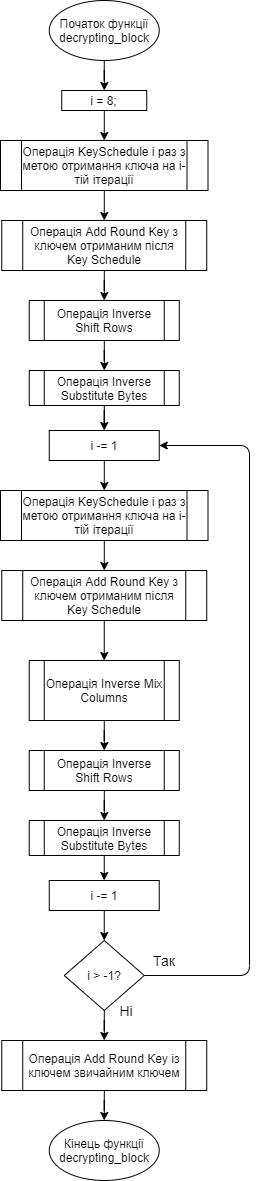 Початок функції
decrypting_block
i = 8;
Операція KeySchedule i раз з
метою отримання ключа на i-
тій ітерації
Операція Add Round Key з
ключем отриманим після
Key Schedule
Операція Inverse
Shift Rows
Операція Inverse
Substitute Bytes
i -= 1
Операція KeySchedule i раз з
метою отримання ключа на i-
тій ітерації
Операція Add Round Key з
ключем отриманим після
Key Schedule
Операція Inverse Mix
Columns
Операція Inverse
Shift Rows
Операція Inverse
Substitute Bytes
i -= 1
i > -1?
Так
Ні
Операція Add Round Key із
ключем звичайним ключем
Кінець функції
decrypting_block